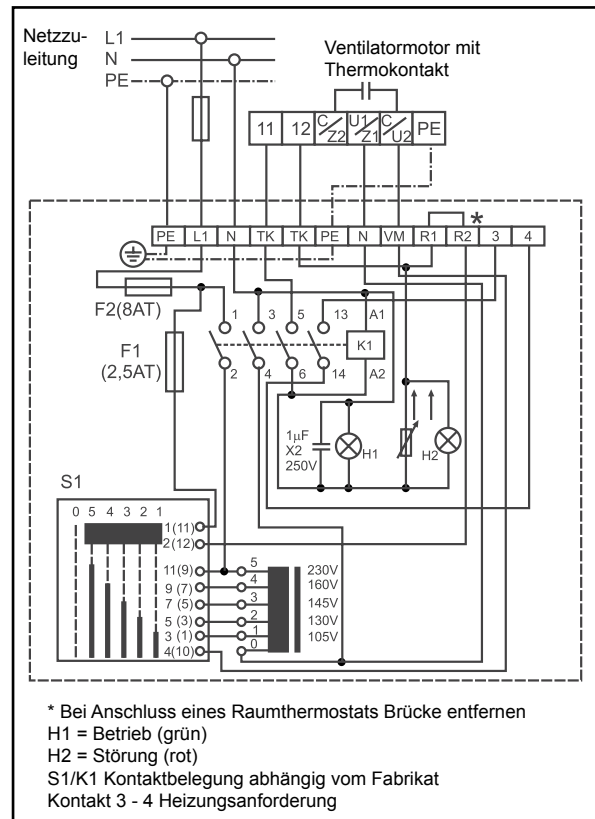 Netzzu-
leitung
L1
N
PE
Ventilatormotor mit
Thermokontakt
11 12 C/Z2 U1/Z1 C/U2 PE
*
PE L1 N TK TK PE N VM R1 R2 3 4
F2(8AT)
F1
(2,5AT)
1 3 5 13 A1
K1
2 4 6 14 A2
1µF
X2
250V
H1
H2
S1
0 5 4 3 2 1
1(11)
2(12)
11(9)
9 (7)
7 (5)
5 (3)
3 (1)
4(10)
5 230V
4 160V
3 145V
2 130V
1 105V
0
* Bei Anschluss eines Raumthermostats Brücke entfernen
H1 = Betrieb (grün)
H2 = Störung (rot)
S1/K1 Kontaktbelegung abhängig vom Fabrikat
Kontakt 3 - 4 Heizungsanforderung